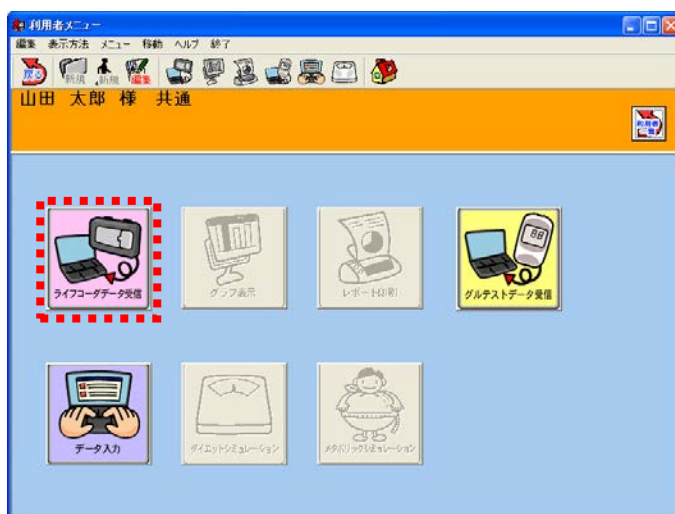 利用者メニュー
編集 表示方法 メニュー 移動 ヘルプ 終了
戻る 新規 新規 編集
山田 太郎 様 共通
利用者
ライフコーダデータ受信 グラフ表示 レポート印刷 グルテストデータ受信
88
データ入力 ダイエットシミュレーション メタボリックシミュレーション